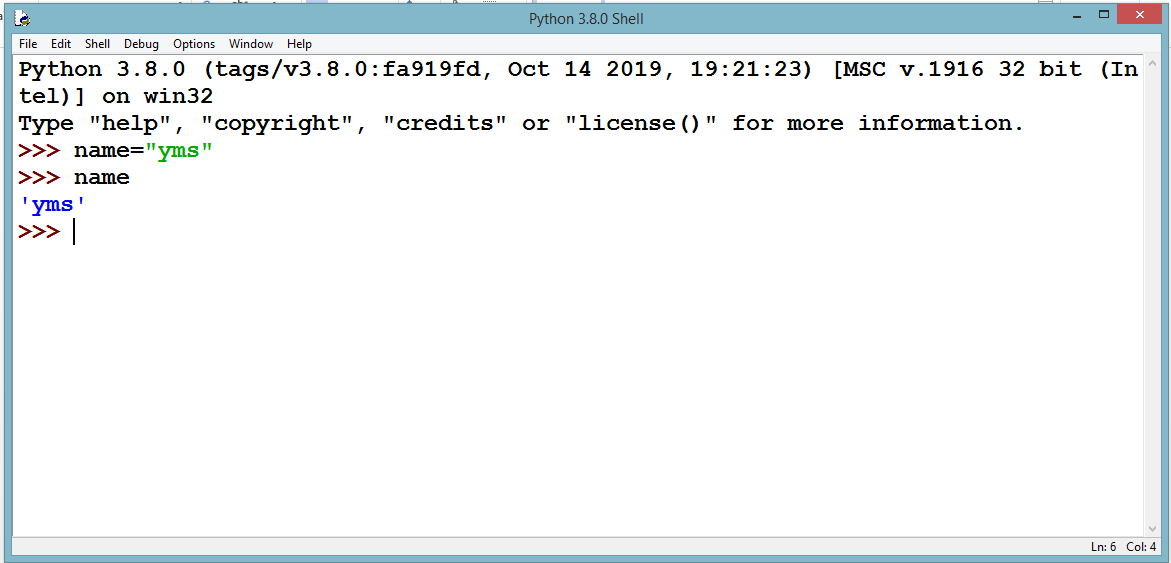 Python 3.8.0 Shell
File Edit Shell Debug Options Window Help
Python 3.8.0 (tags/v3.8.0:fa919fd, Oct 14 2019, 19:21:23) [MSC v.1916 32 bit (In
tel)] on win32
Type "help", "copyright", "credits" or "license()" for more information.
>>> name="yms"
>>> name
'yms'
>>>
Ln: 6 Col: 4